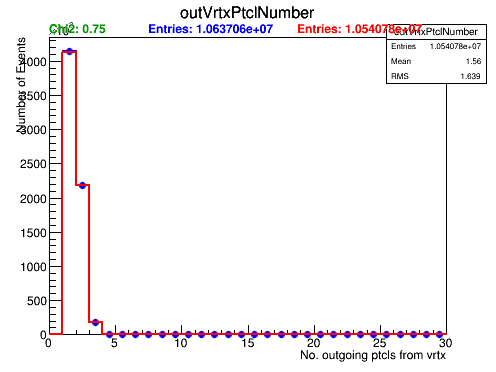 outVrtxPtclNumber
Chi2: 0.75
Entries: 1.063706e+07
Entries: 1.054078e+07
outVrtxPtclNumber
Entries 1.054078e+07
Mean 1.56
RMS 1.639
Number of Events
4000
3500
3000
2500
2000
1500
1000
500
0
0 5 10 15 20 25 30
No. outgoing ptcls from vrtx